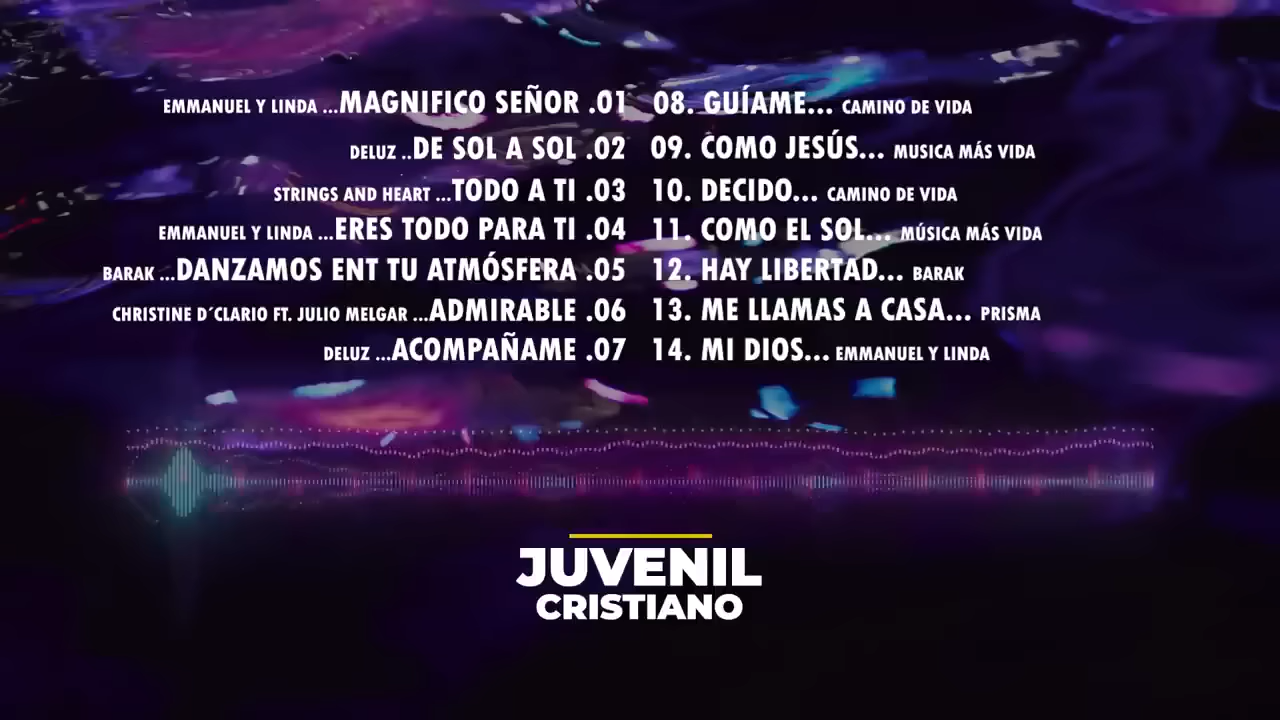 EMMANUEL Y LINDA ...MAGNIFICO SEÑOR .01
DELUZ ..DE SOL A SOL .02
STRINGS AND HEART ...TODO A TI .03
EMMANUEL Y LINDA ...ERES TODO PARA TI .04
BARAK ...DANZAMOS ENT TU ATMÓSFERA .05
CHRISTINE D´CLARIO FT. JULIO MELGAR ...ADMIRABLE .06
DELUZ ...ACOMPAÑAME .07
08. GUÍAME... CAMINO DE VIDA
09. COMO JESÚS... MUSICA MÁS VIDA
10. DECIDO... CAMINO DE VIDA
11. COMO EL SOL... MÚSICA MÁS VIDA
12. HAY LIBERTAD... BARAK
13. ME LLAMAS A CASA... PRISMA
14. MI DIOS... EMMANUEL Y LINDA
JUVENIL
CRISTIANO